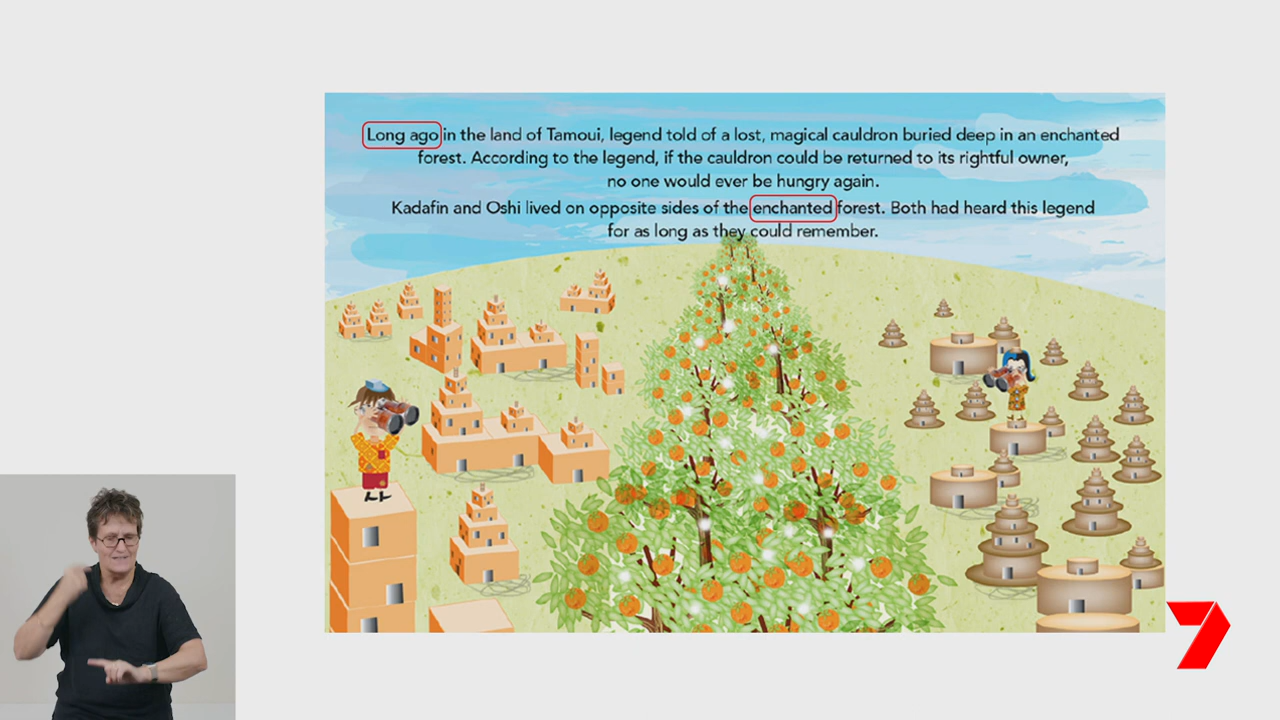 Long ago in the land of Tamoui, legend told of a lost, magical cauldron buried deep in an enchanted
forest. According to the legend, if the cauldron could be returned to its rightful owner,
no one would ever be hungry again.
Kadafin and Oshi lived on opposite sides of the enchanted forest. Both had heard this legend
for as long as they could remember.
7